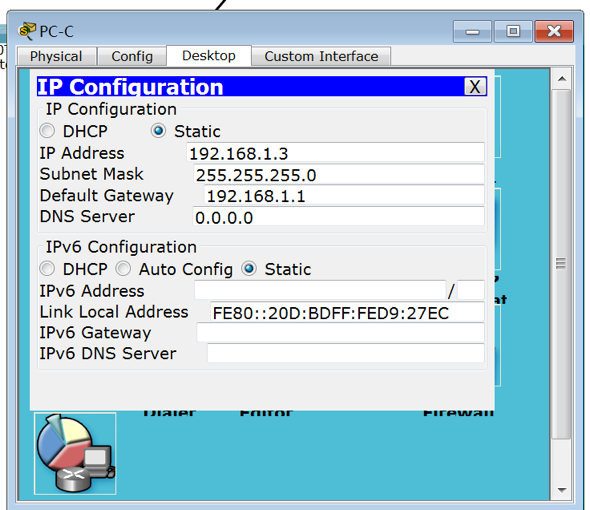 PC-C
Physical Config Desktop Custom Interface
IP Configuration X
IP Configuration
DHCP Static
IP Address 192.168.1.3
Subnet Mask 255.255.255.0
Default Gateway 192.168.1.1
DNS Server 0.0.0.0
IPv6 Configuration
DHCP Auto Config Static
IPv6 Address /
Link Local Address FE80::20D:BDFF:FED9:27EC
IPv6 Gateway
IPv6 DNS Server
Dialer Editor Firewall